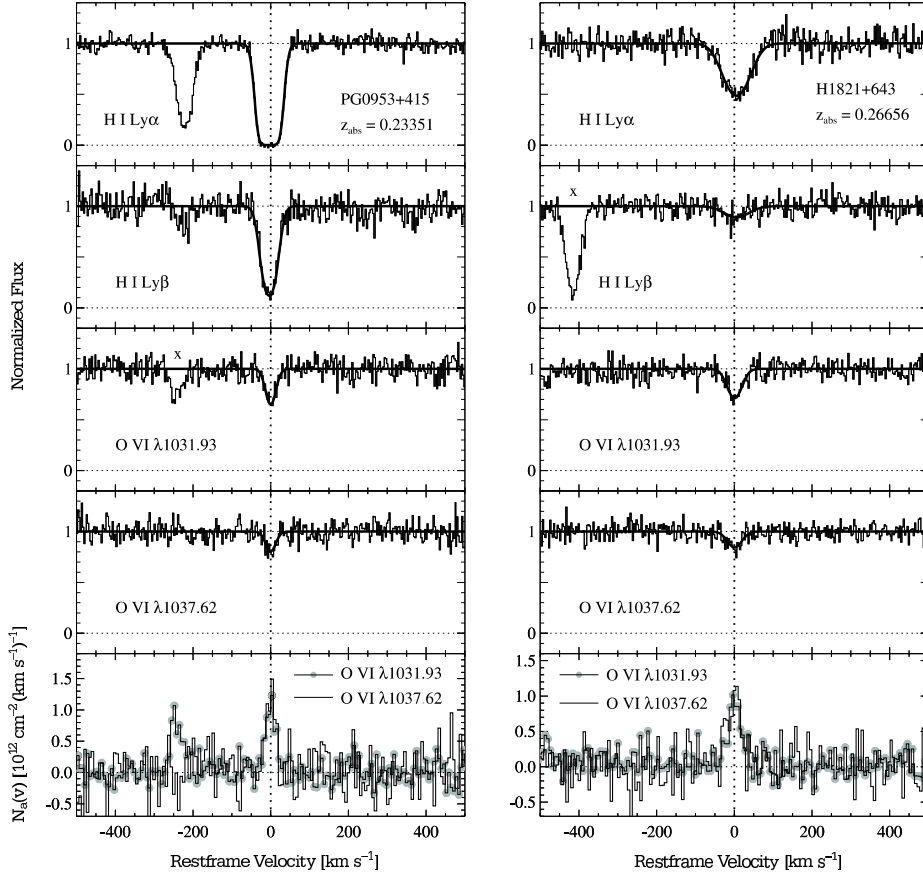 Normalized Flux
N_a(v) [10^12 cm^-2 (km s^-1)^-1]
1
0
H I Lyα
PG0953+415
z_abs = 0.23351
1
0
H I Lyβ
1
0
x
O VI λ1031.93
1
0
O VI λ1037.62
1.5
1.0
0.5
0.0
-0.5
O VI λ1031.93
O VI λ1037.62
-400 -200 0 200 400
Restframe Velocity [km s^-1]
1
0
H I Lyα
H1821+643
z_abs = 0.26656
1
0
x
H I Lyβ
1
0
O VI λ1031.93
1
0
O VI λ1037.62
1.5
1.0
0.5
0.0
-0.5
O VI λ1031.93
O VI λ1037.62
-400 -200 0 200 400
Restframe Velocity [km s^-1]